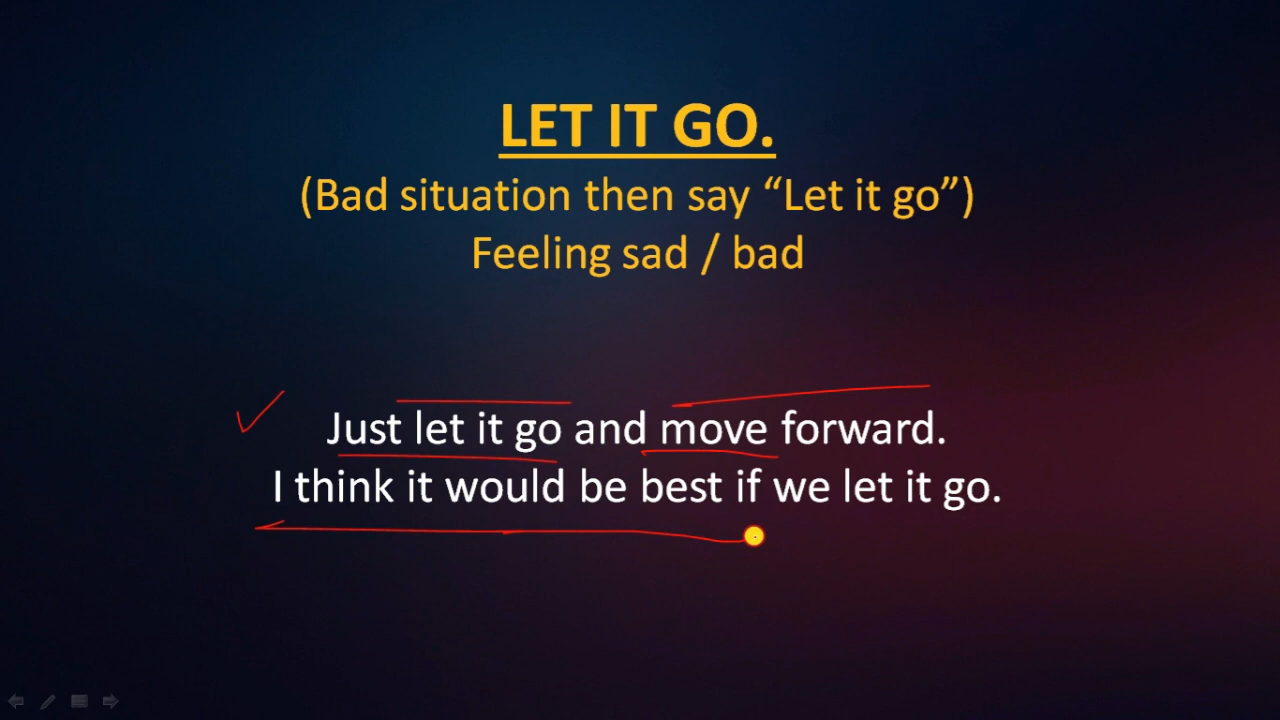 LET IT GO.
(Bad situation then say “Let it go”)
Feeling sad / bad
Just let it go and move forward.
I think it would be best if we let it go.